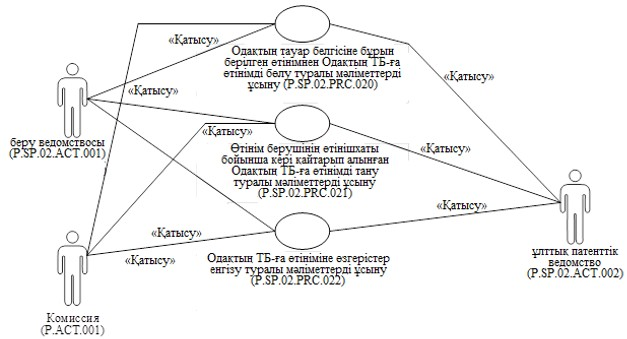 «Қатысу»
Одақтың тауар белгісіне бұрын
берілген өтінімнен Одақтың ТБ-ға
өтінімді бөлу туралы мәліметтерді
ұсыну (P.SP.02.PRC.020)
«Қатысу»
«Қатысу»
беру ведомствосы
(P.SP.02.ACT.001)
«Қатысу»
Өтінім берушінің өтінішхаты
бойынша кері қайтарып алынған
Одақтың ТБ-ға өтінімді тану
туралы мәліметтерді ұсыну
(P.SP.02.PRC.021)
«Қатысу»
«Қатысу»
«Қатысу»
«Қатысу»
Одақтың ТБ-ға өтініміне өзгерістер
енгізу туралы мәліметтерді ұсыну
(P.SP.02.PRC.022)
ұлттық патенттік
ведомство
(P.SP.02.ACT.002)
Комиссия
(P.ACT.001)